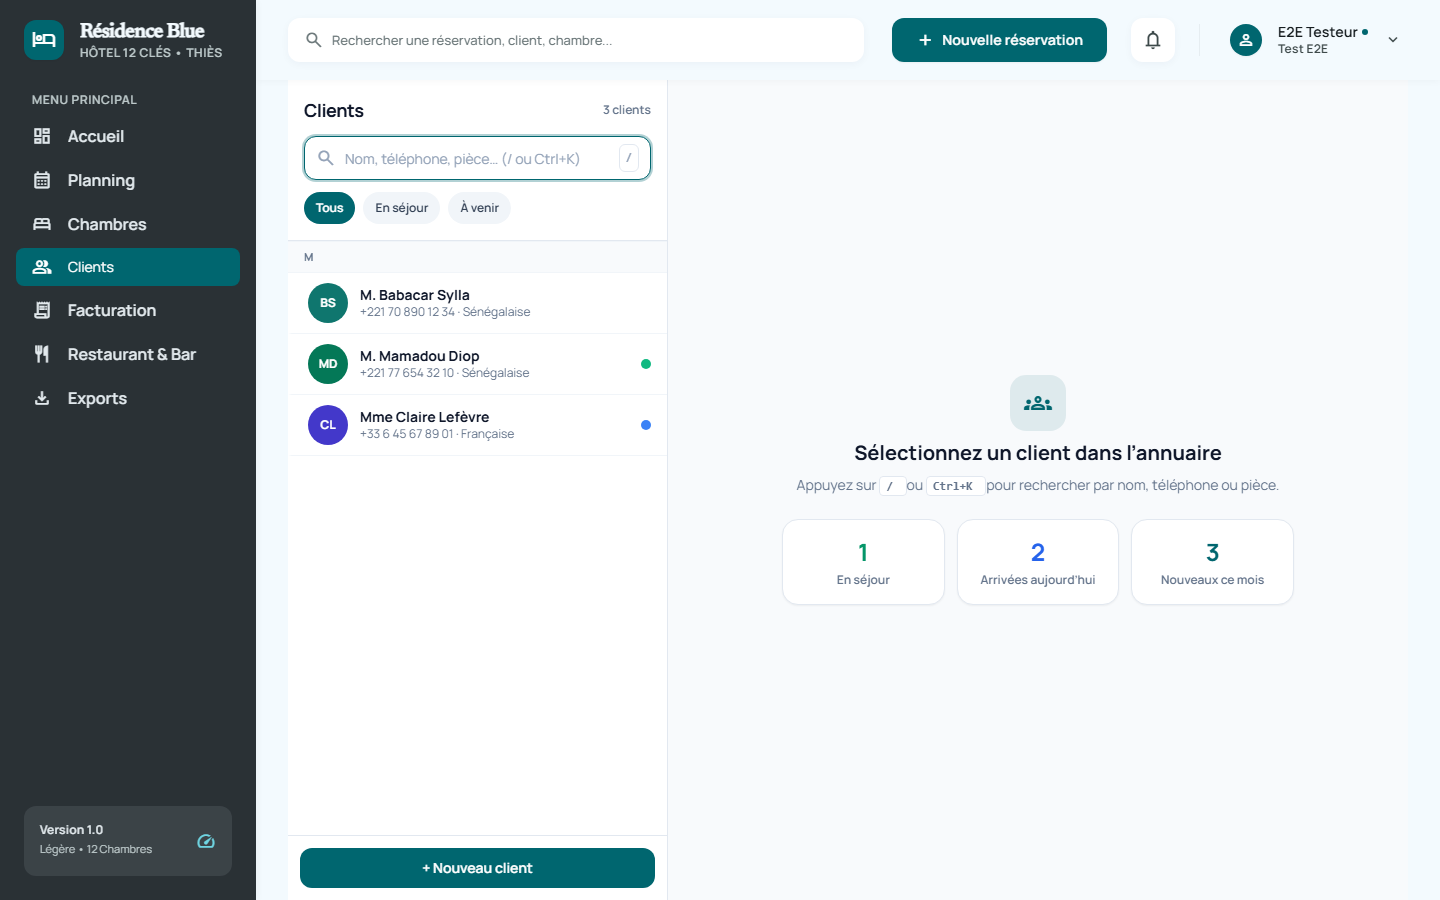 Résidence Blue
HÔTEL 12 CLÉS • THIÈS
MENU PRINCIPAL
Accueil
Planning
Chambres
Clients
Facturation
Restaurant & Bar
Exports
Version 1.0
Légère • 12 Chambres
Rechercher une réservation, client, chambre...
+ Nouvelle réservation
E2E Testeur
Test E2E
Clients
3 clients
Nom, téléphone, pièce… (/ ou Ctrl+K)
/
Tous
En séjour
À venir
M
BS
M. Babacar Sylla
+221 70 890 12 34 · Sénégalaise
MD
M. Mamadou Diop
+221 77 654 32 10 · Sénégalaise
CL
Mme Claire Lefèvre
+33 6 45 67 89 01 · Française
+ Nouveau client
Sélectionnez un client dans l'annuaire
Appuyez sur / ou Ctrl+K pour rechercher par nom, téléphone ou pièce.
1
En séjour
2
Arrivées aujourd'hui
3
Nouveaux ce mois